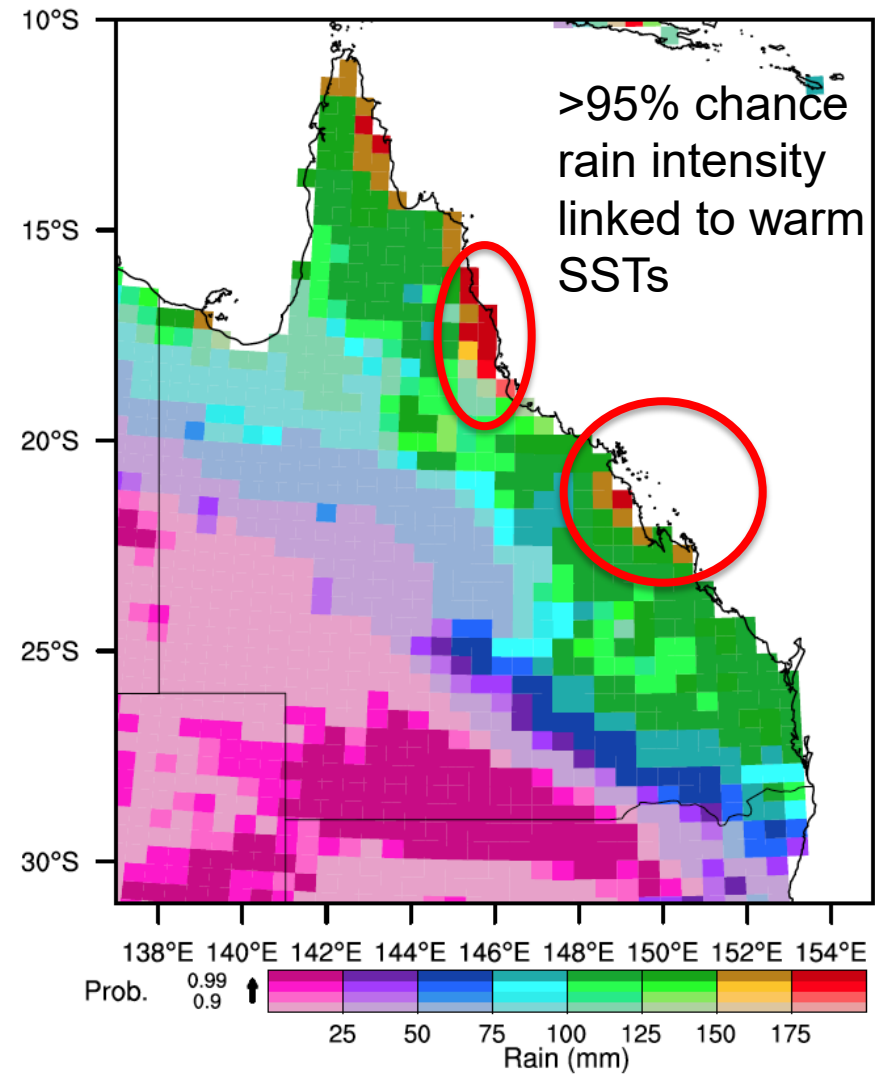 10°S
>95% chance
rain intensity
linked to warm
SSTs
15°S
20°S
25°S
30°S
138°E 140°E 142°E 144°E 146°E 148°E 150°E 152°E 154°E
Prob. 0.99
0.9
25 50 75 100 125 150 175
Rain (mm)